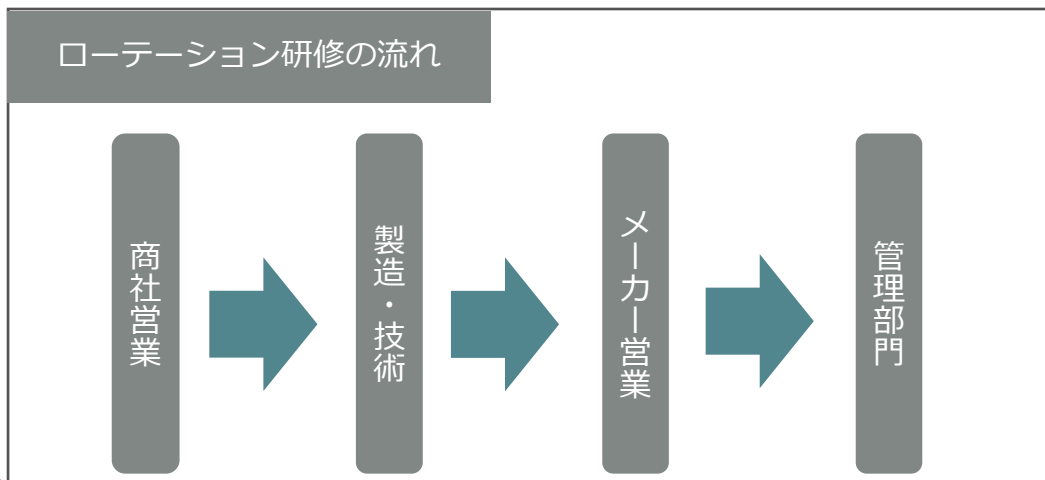 ローテーション研修の流れ
商社営業
製造・技術
メーカー営業
管理部門